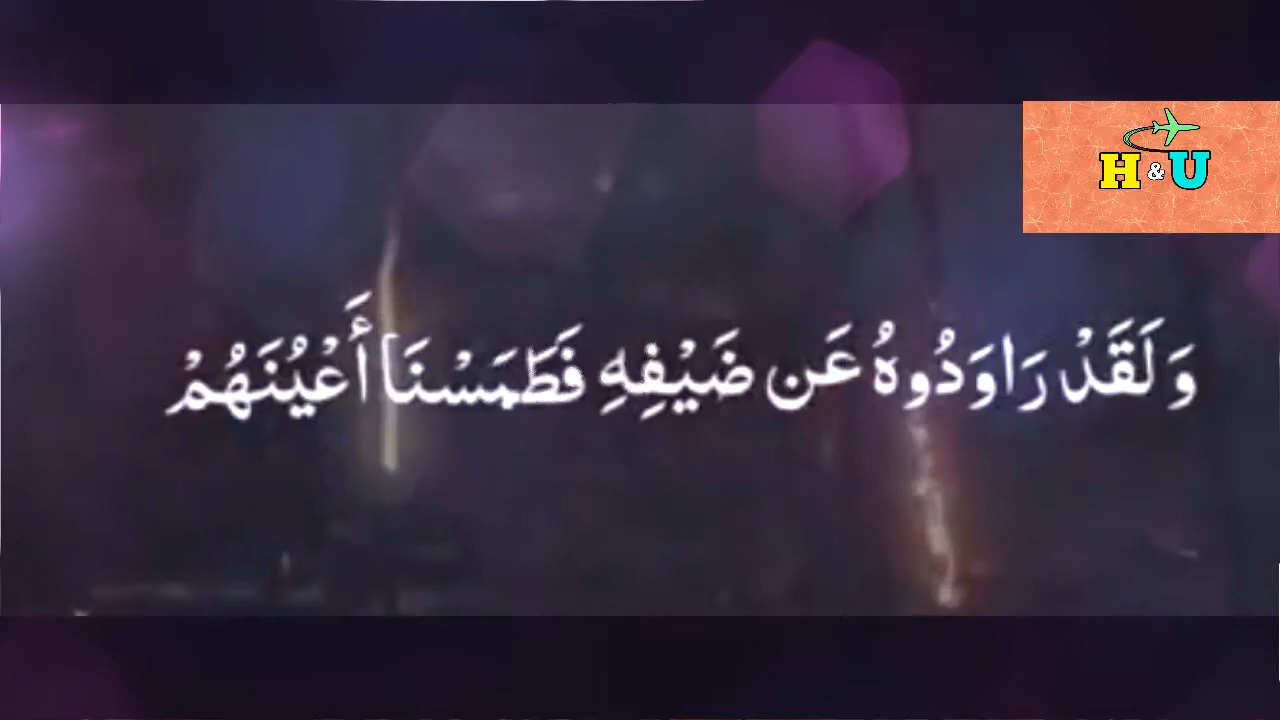 H & U
وَلَقَدْ رَاوَدُوهُ عَن ضَيْفِهِ فَطَمَسْنَا أَعْيُنَهُمْ